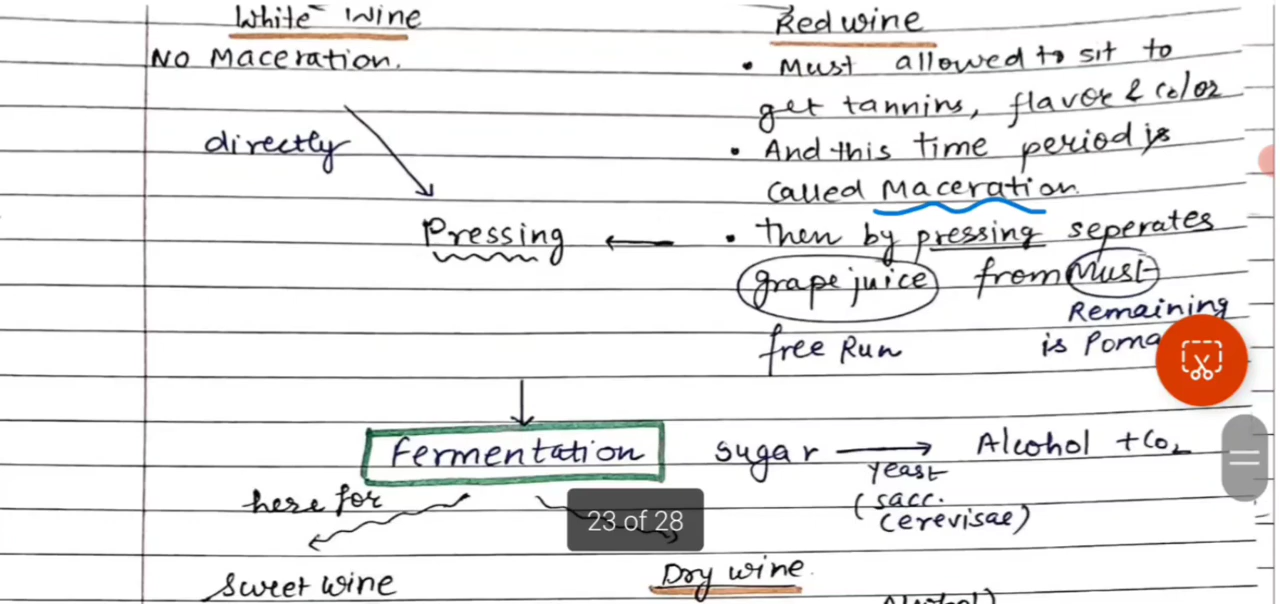 White Wine
No Maceration.
directly
Red wine
• Must allowed to sit to
get tannins, flavor & color
• And this time period is
called Maceration
• then by pressing seperates
grape juice from Must
free Run
Remaining
is Poma
Pressing
Fermentation
sugar → Alcohol + CO2
Yeast
(sacc.
cerevisae)
here for
23 of 28
Sweet wine
Dry wine.